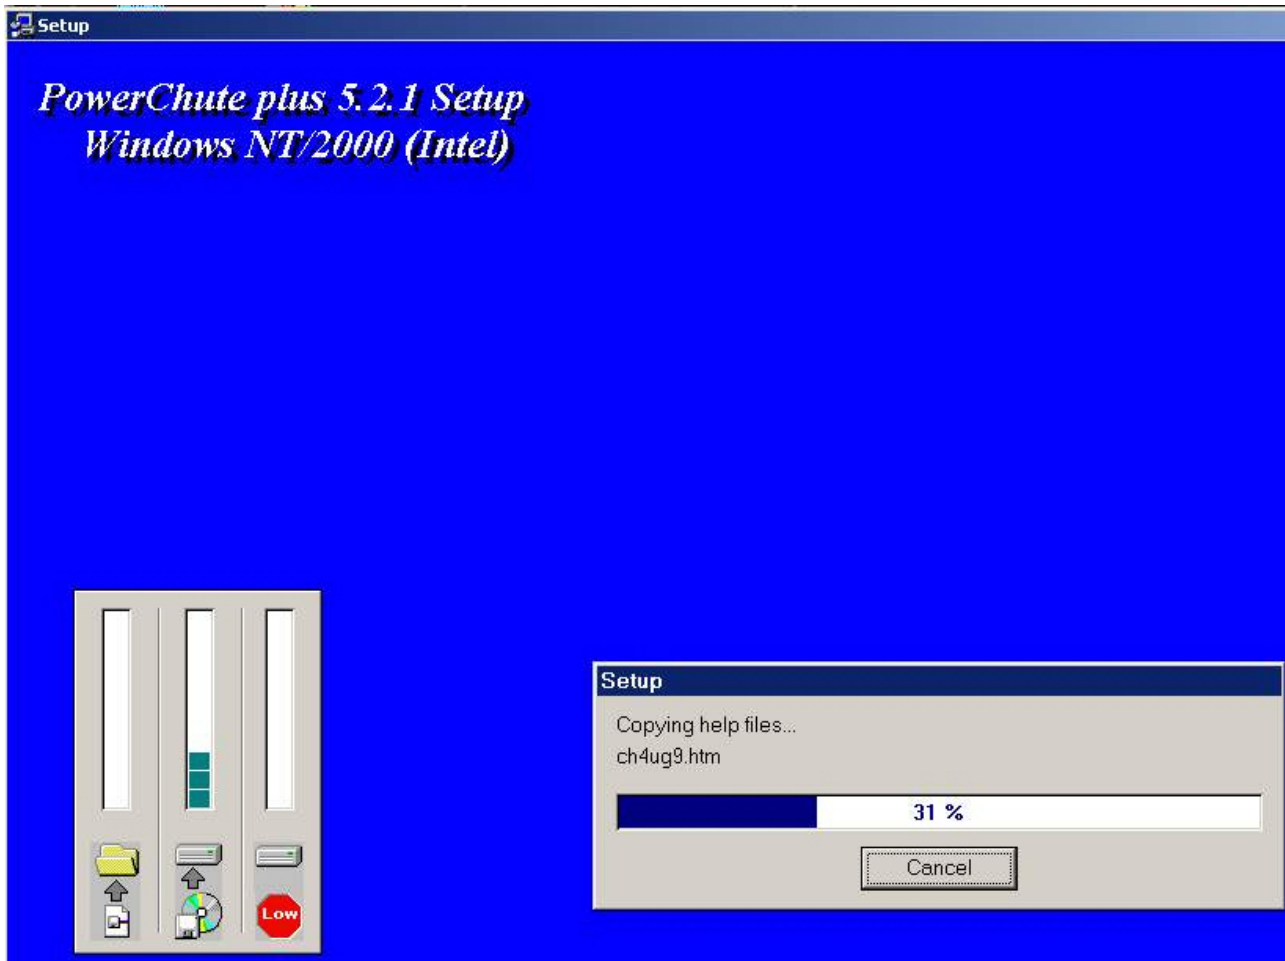 Setup
PowerChute plus 5.2.1 Setup
Windows NT/2000 (Intel)
Low
Setup
Copying help files...
ch4ug9.htm
31 %
Cancel